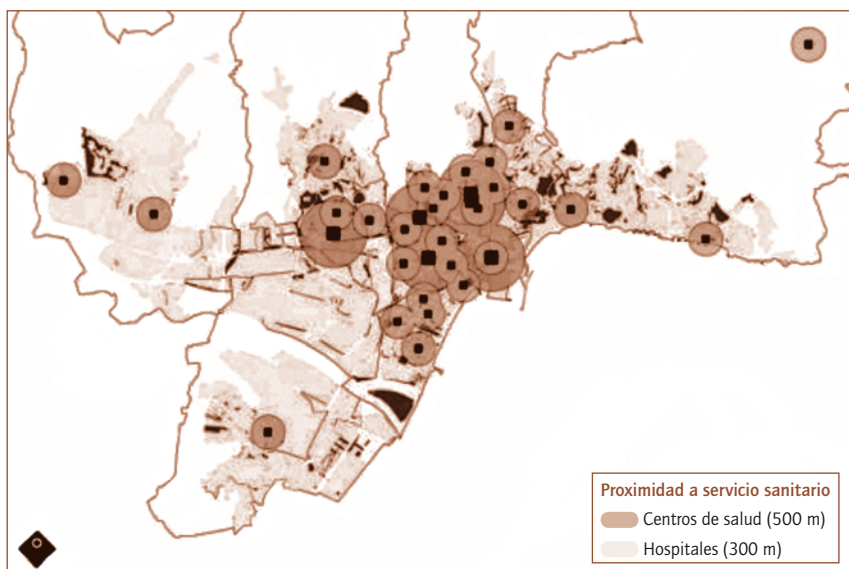 Proximidad a servicio sanitario
Centros de salud (500 m)
Hospitales (300 m)